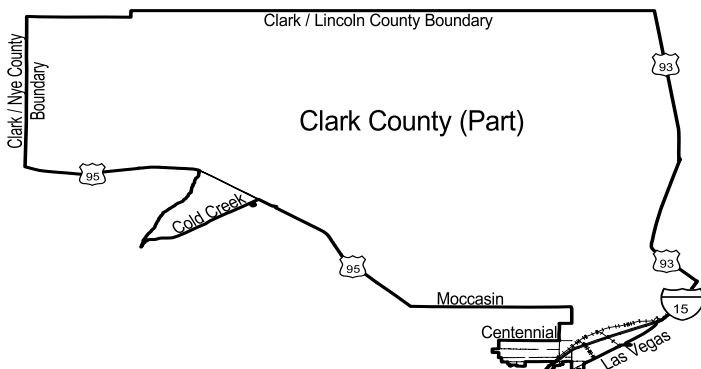 Clark / Lincoln County Boundary
93
Clark / Nye County
Boundary
Clark County (Part)
95
Cold Creek
93
95
Moccasin
15
Centennial
Las Vegas